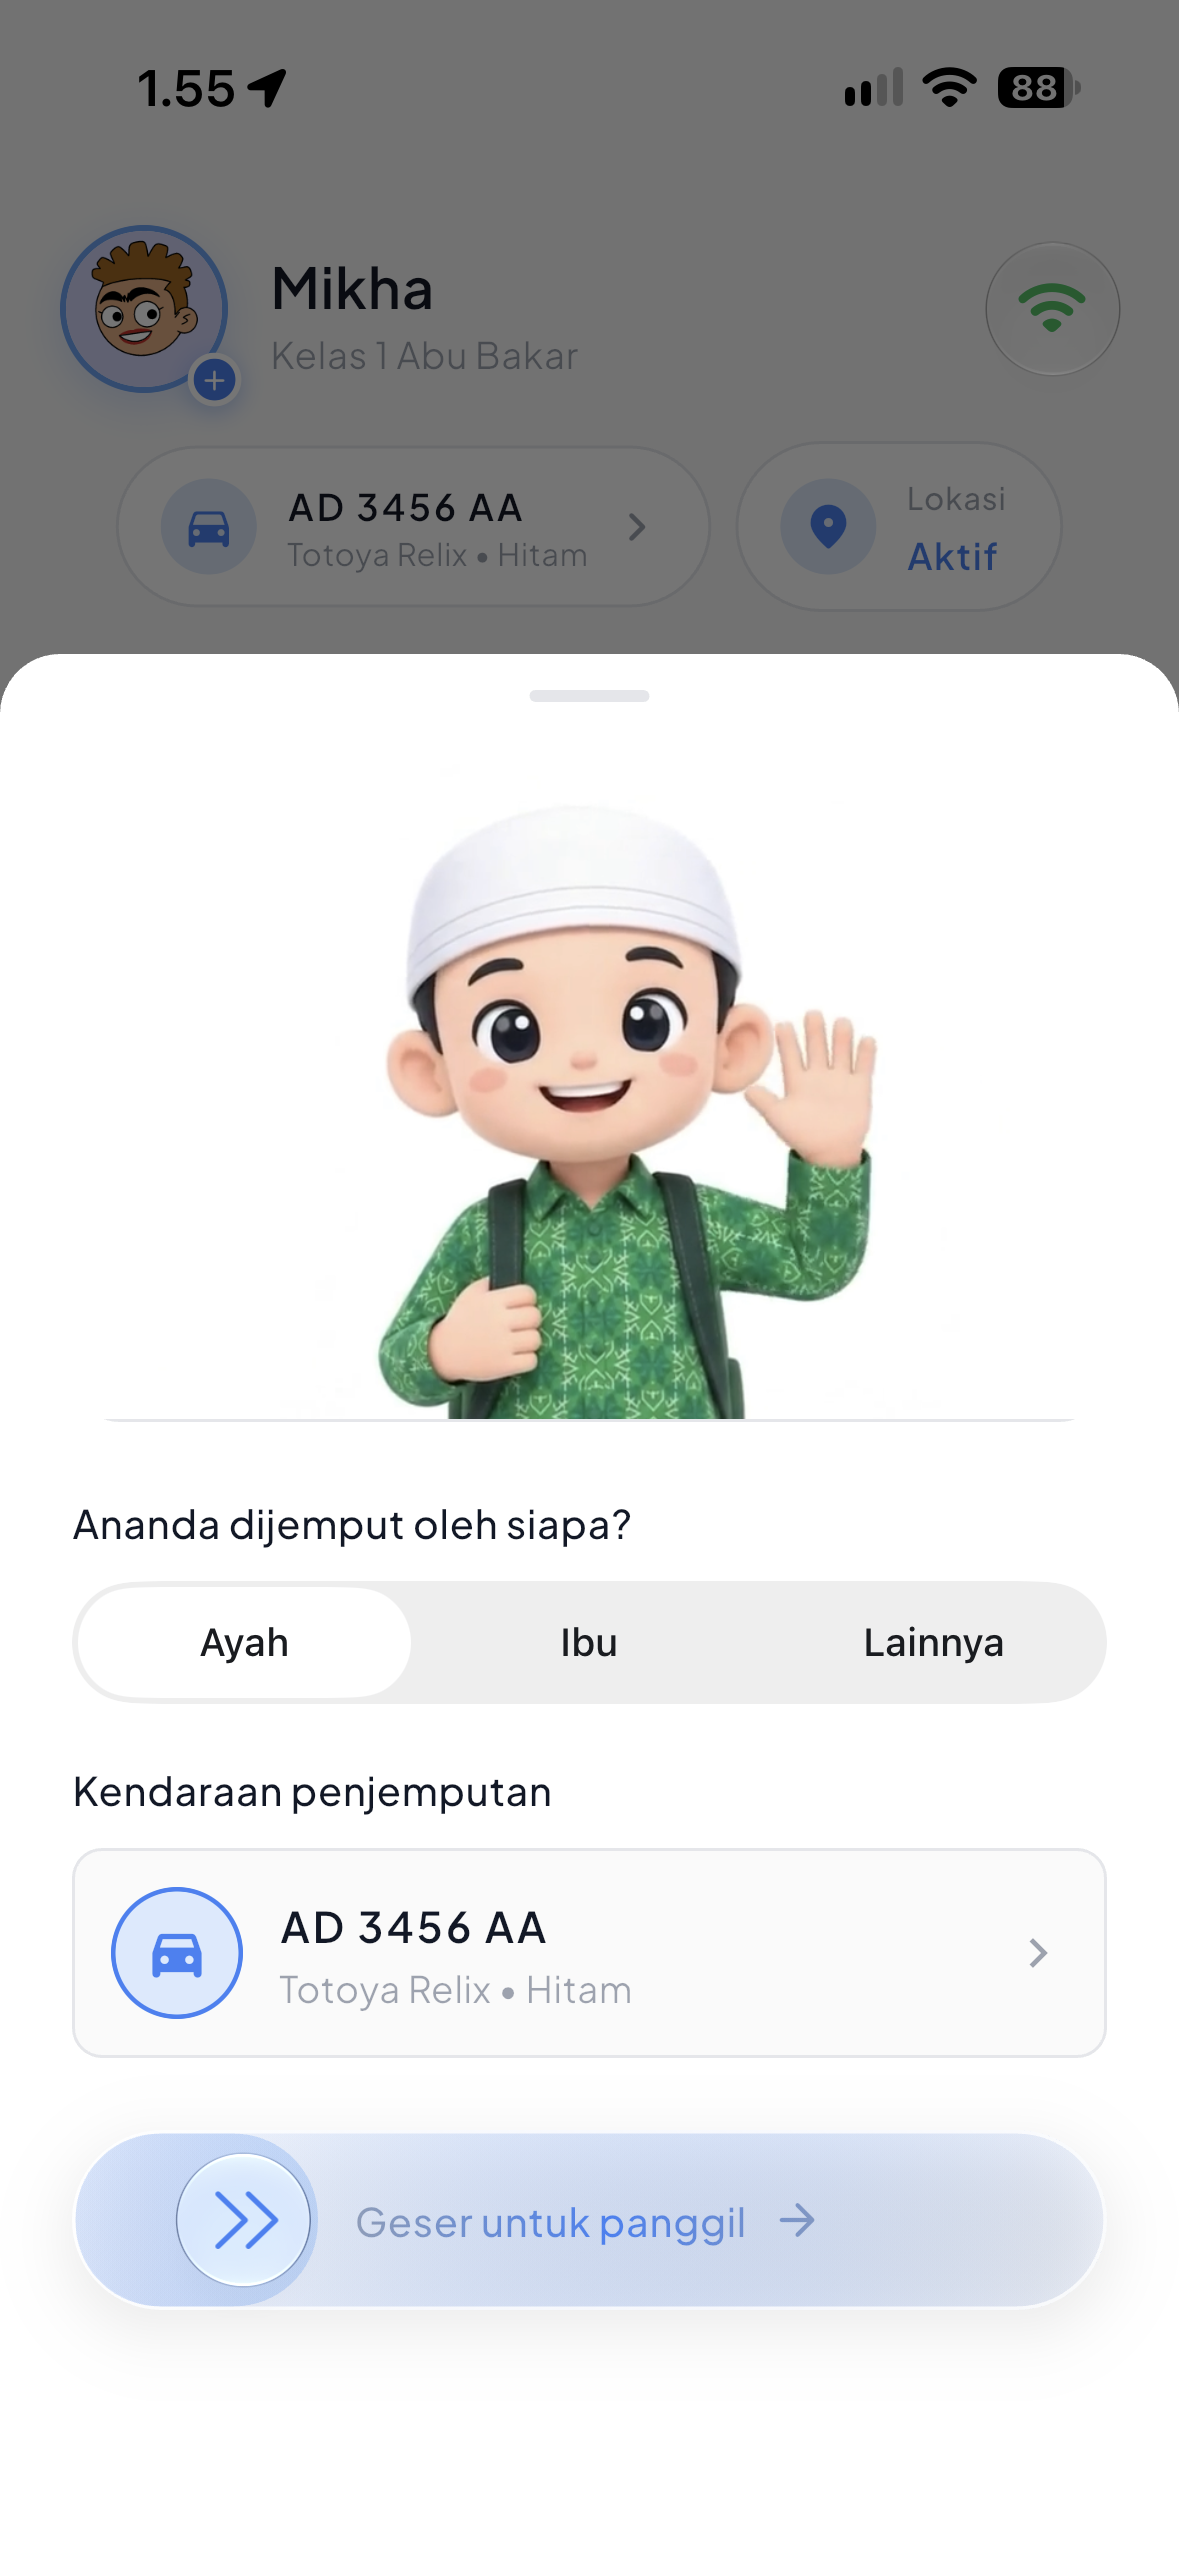 1.55
88
Mikha
Kelas 1 Abu Bakar
AD 3456 AA
Totoya Relix • Hitam
Lokasi
Aktif
Ananda dijemput oleh siapa?
Ayah
Ibu
Lainnya
Kendaraan penjemputan
AD 3456 AA
Totoya Relix • Hitam
Geser untuk panggil →